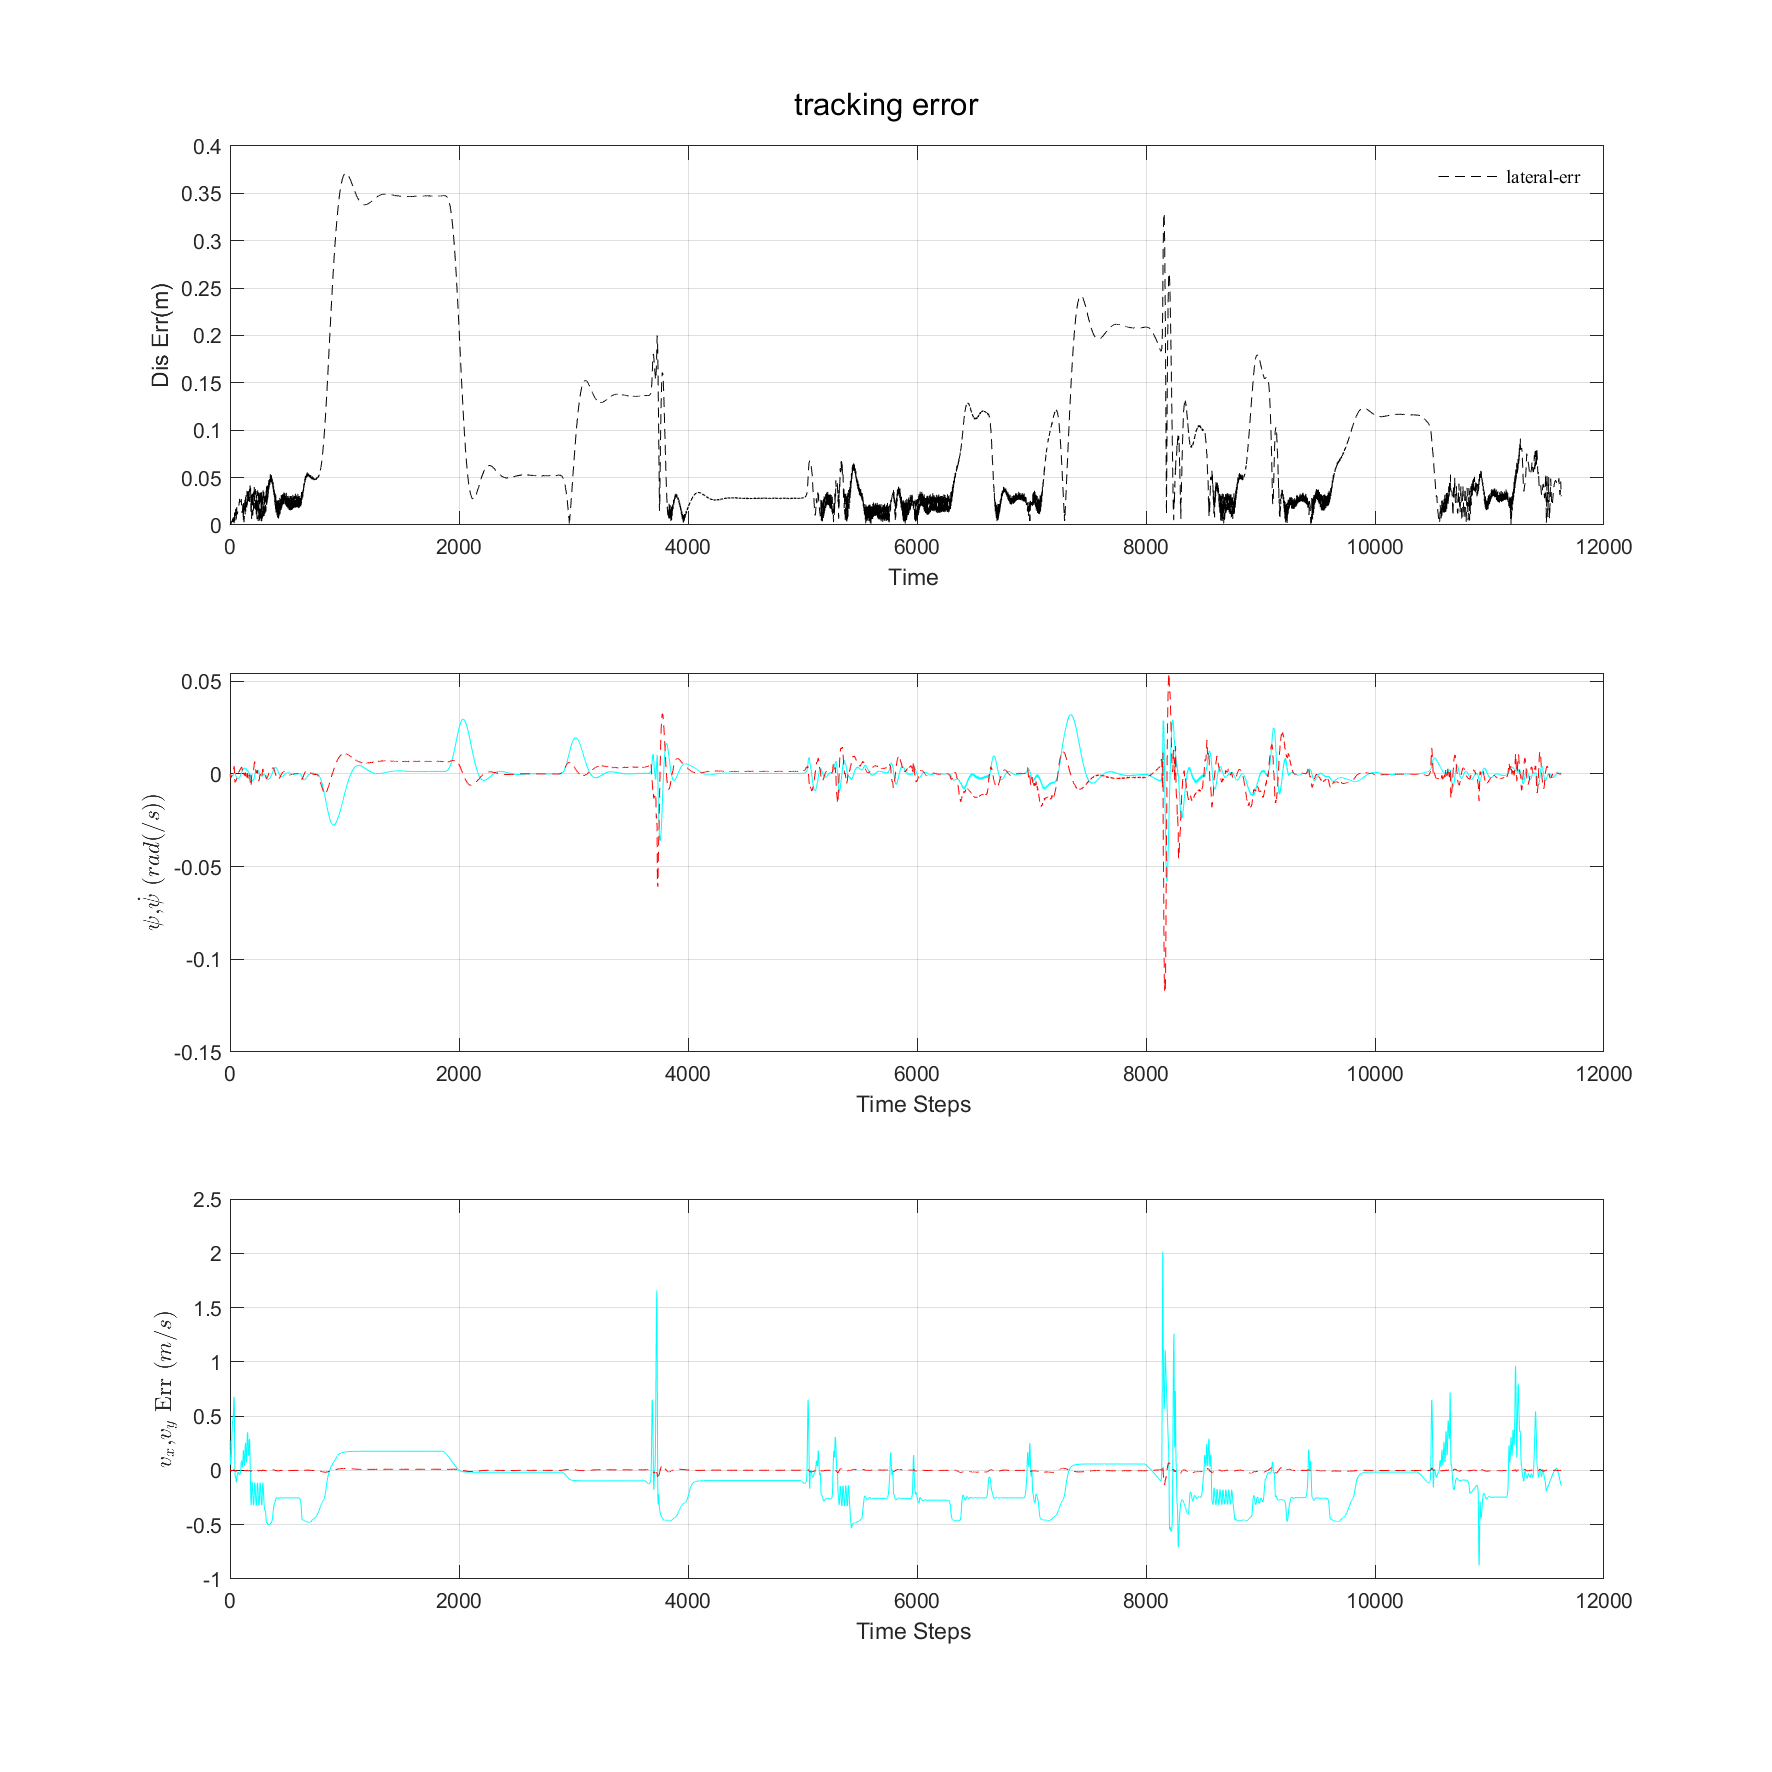 tracking error
0.4
0.35
0.3
0.25
0.2
0.15
0.1
0.05
0
Dis Err(m)
lateral-err
0 2000 4000 6000 8000 10000 12000
Time
0.05
0
-0.05
-0.1
-0.15
ψ,ψ̇ (rad(/s))
0 2000 4000 6000 8000 10000 12000
Time Steps
2.5
2
1.5
1
0.5
0
-0.5
-1
v_x,v_y Err (m/s)
0 2000 4000 6000 8000 10000 12000
Time Steps